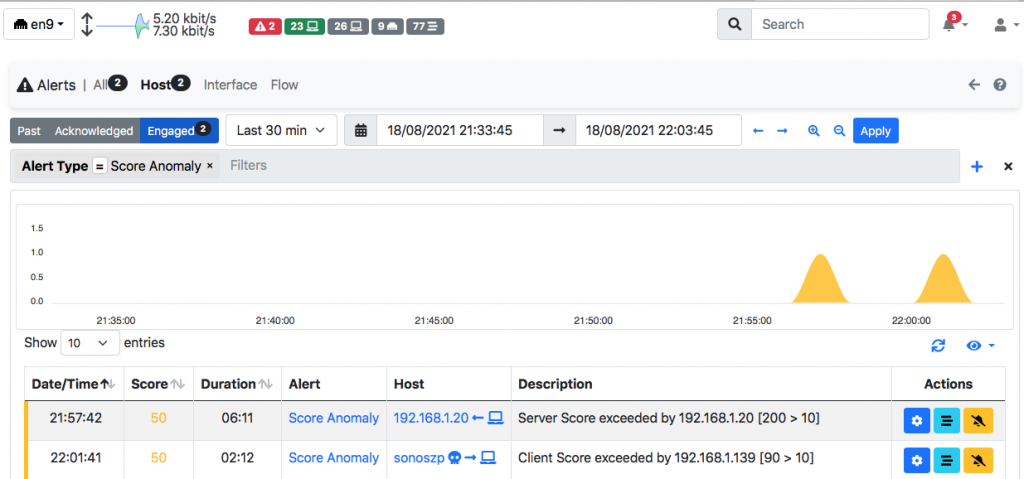 en9
5.20 kbit/s
7.30 kbit/s
2
23
26
9
77
Search
3
Alerts | All 2 Host 2 Interface Flow
Past Acknowledged Engaged 2 Last 30 min 18/08/2021 21:33:45 18/08/2021 22:03:45 Apply
Alert Type = Score Anomaly × Filters
1.5
1.0
0.5
0.0
21:35:00 21:40:00 21:45:00 21:50:00 21:55:00 22:00:00
Show 10 entries
Date/Time Score Duration Alert Host Description Actions
21:57:42 50 06:11 Score Anomaly 192.168.1.20 Server Score exceeded by 192.168.1.20 [200 > 10]
22:01:41 50 02:12 Score Anomaly sonoszp Client Score exceeded by 192.168.1.139 [90 > 10]